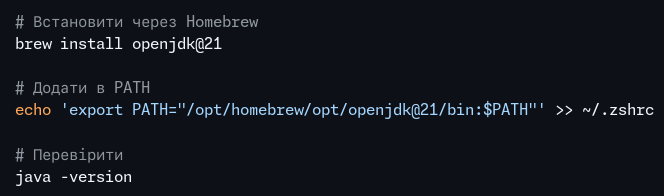 # Встановити через Homebrew
brew install openjdk@21
# Додати в PATH
echo 'export PATH="/opt/homebrew/opt/openjdk@21/bin:$PATH"' >> ~/.zshrc
# Перевірити
java -version